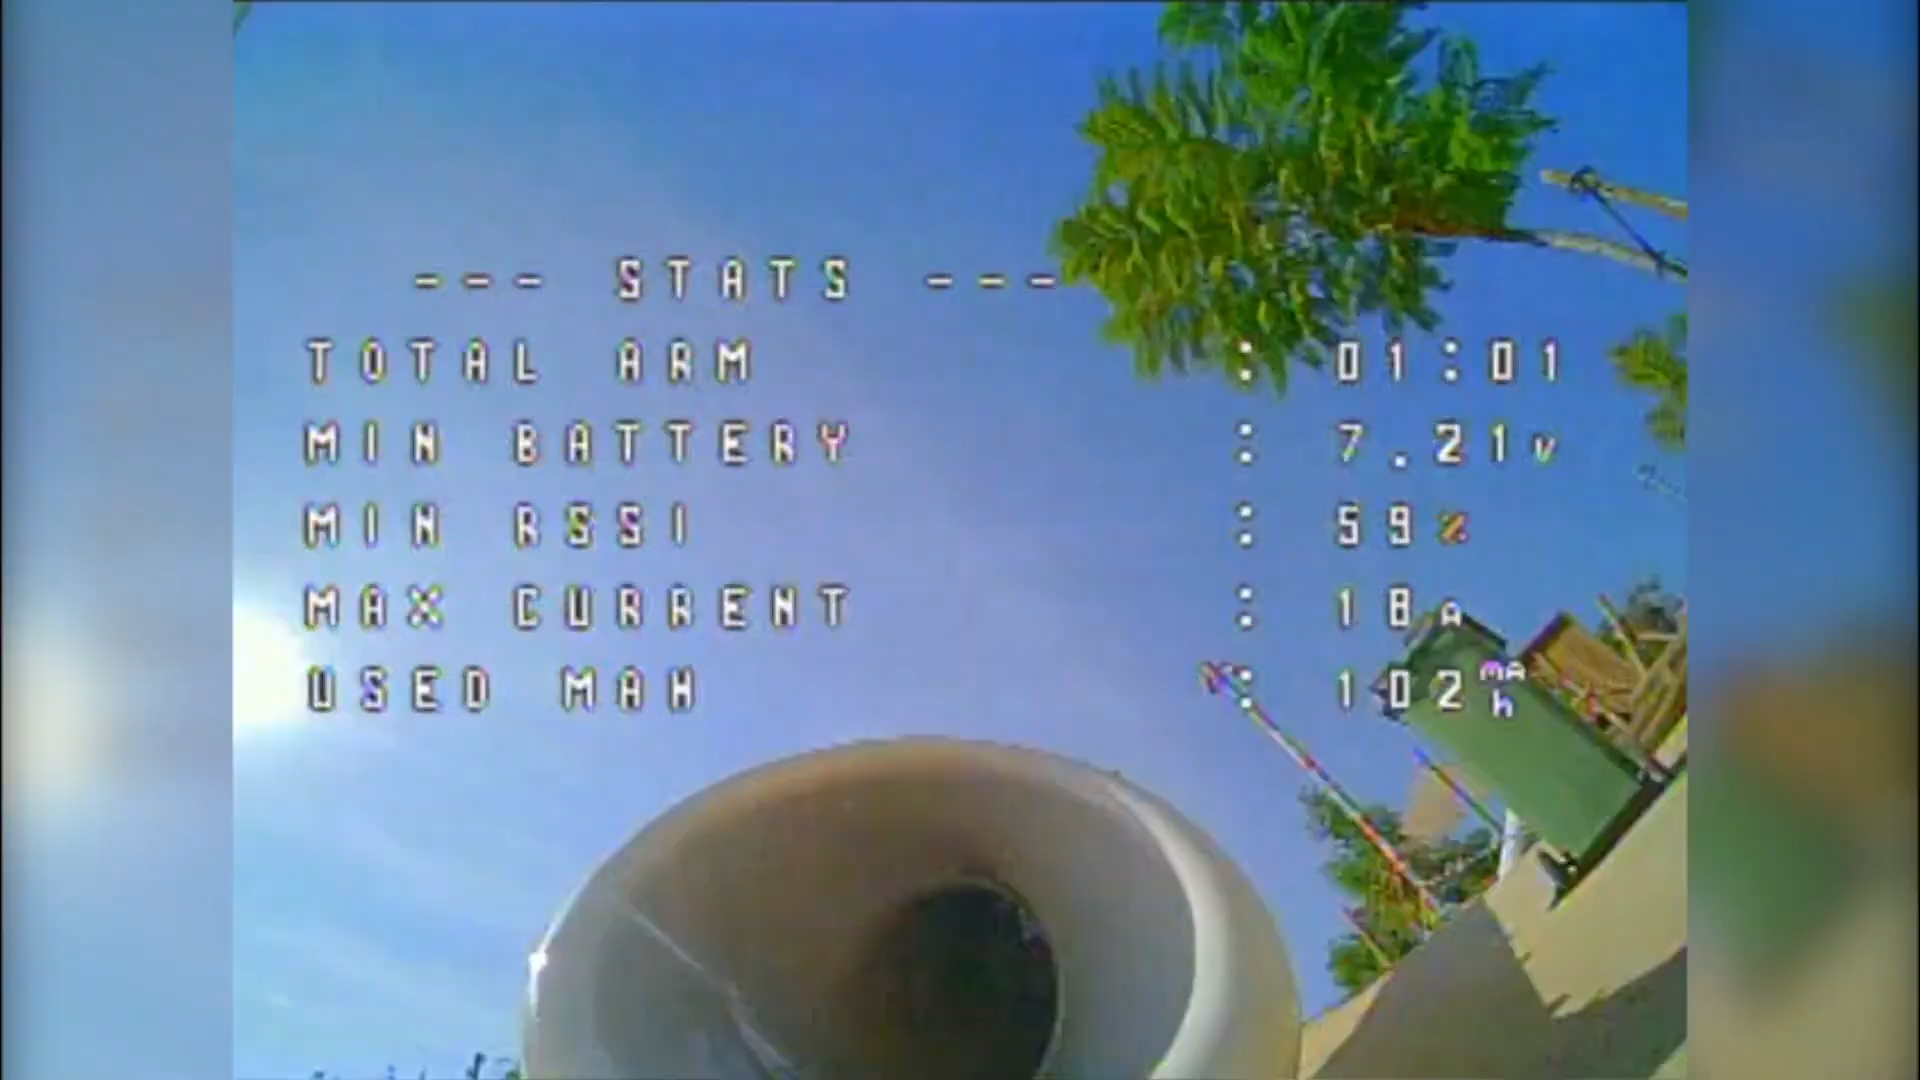 --- STATS ---
TOTAL ARM : 01:01
MIN BATTERY : 7.21V
MIN RSSI : 59%
MAX CURRENT : 18A
USED MAH : 102mAh